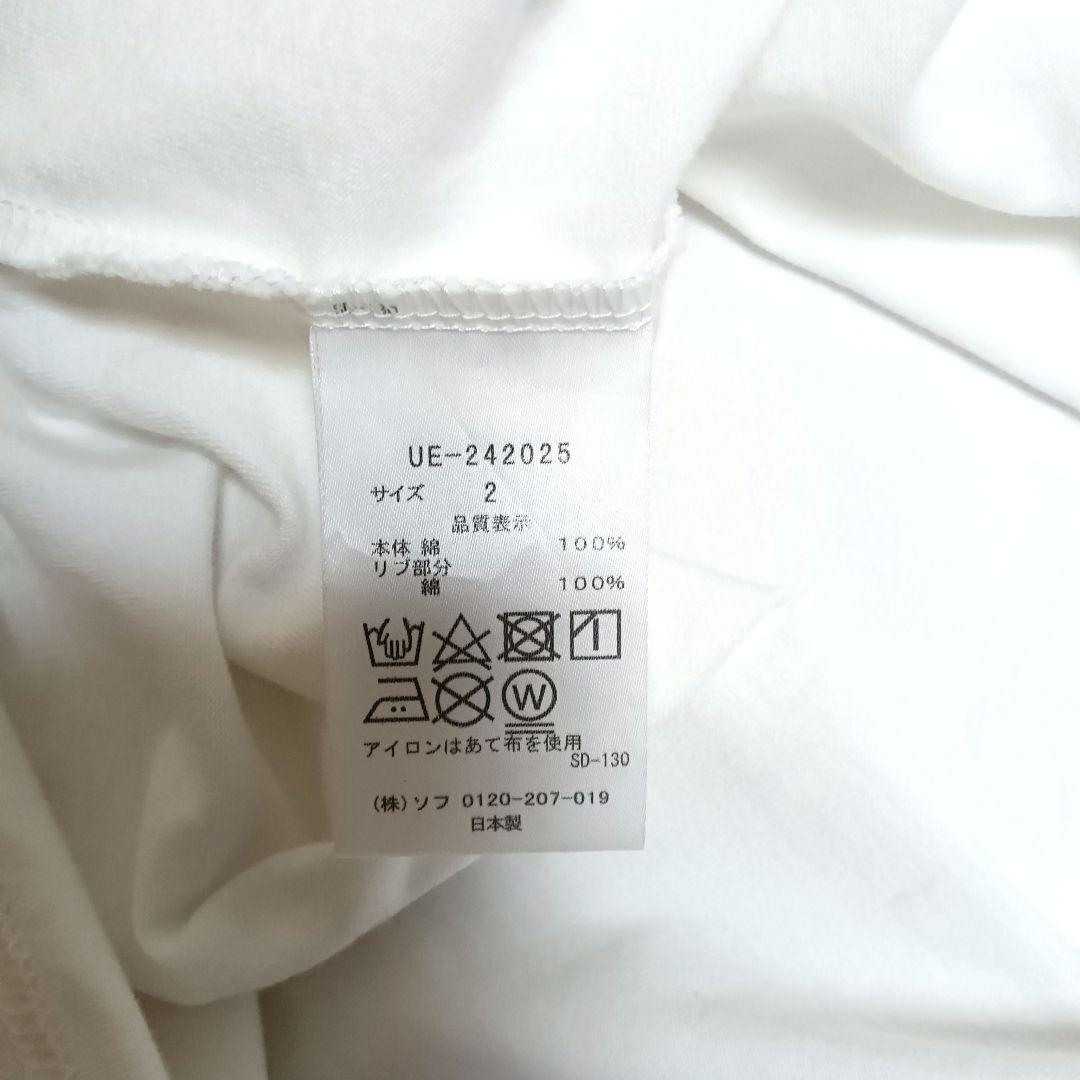 UE-242025
サイズ 2
品質表示
本体 綿 100%
リブ部分
綿 100%
W
アイロンはあて布を使用
SD-130
(株)ソフ 0120-207-019
日本製